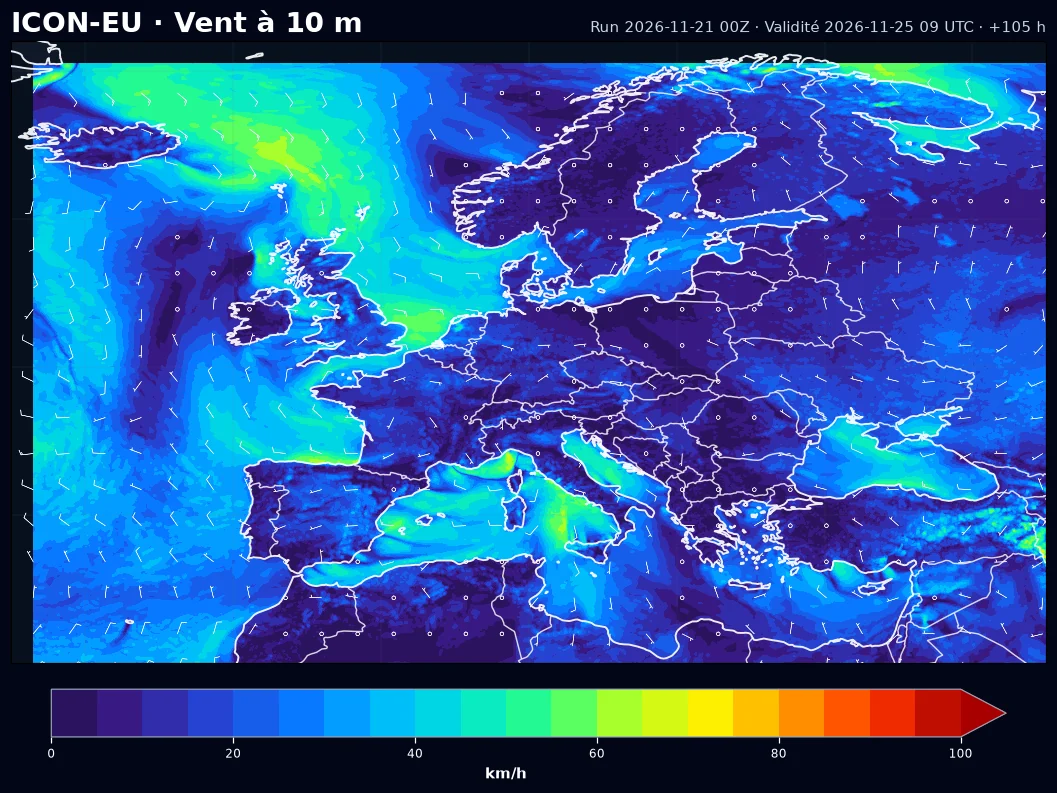 ICON-EU · Vent à 10 m
Run 2026-11-21 00Z · Validité 2026-11-25 09 UTC · +105 h
0 20 40 60 80 100
km/h